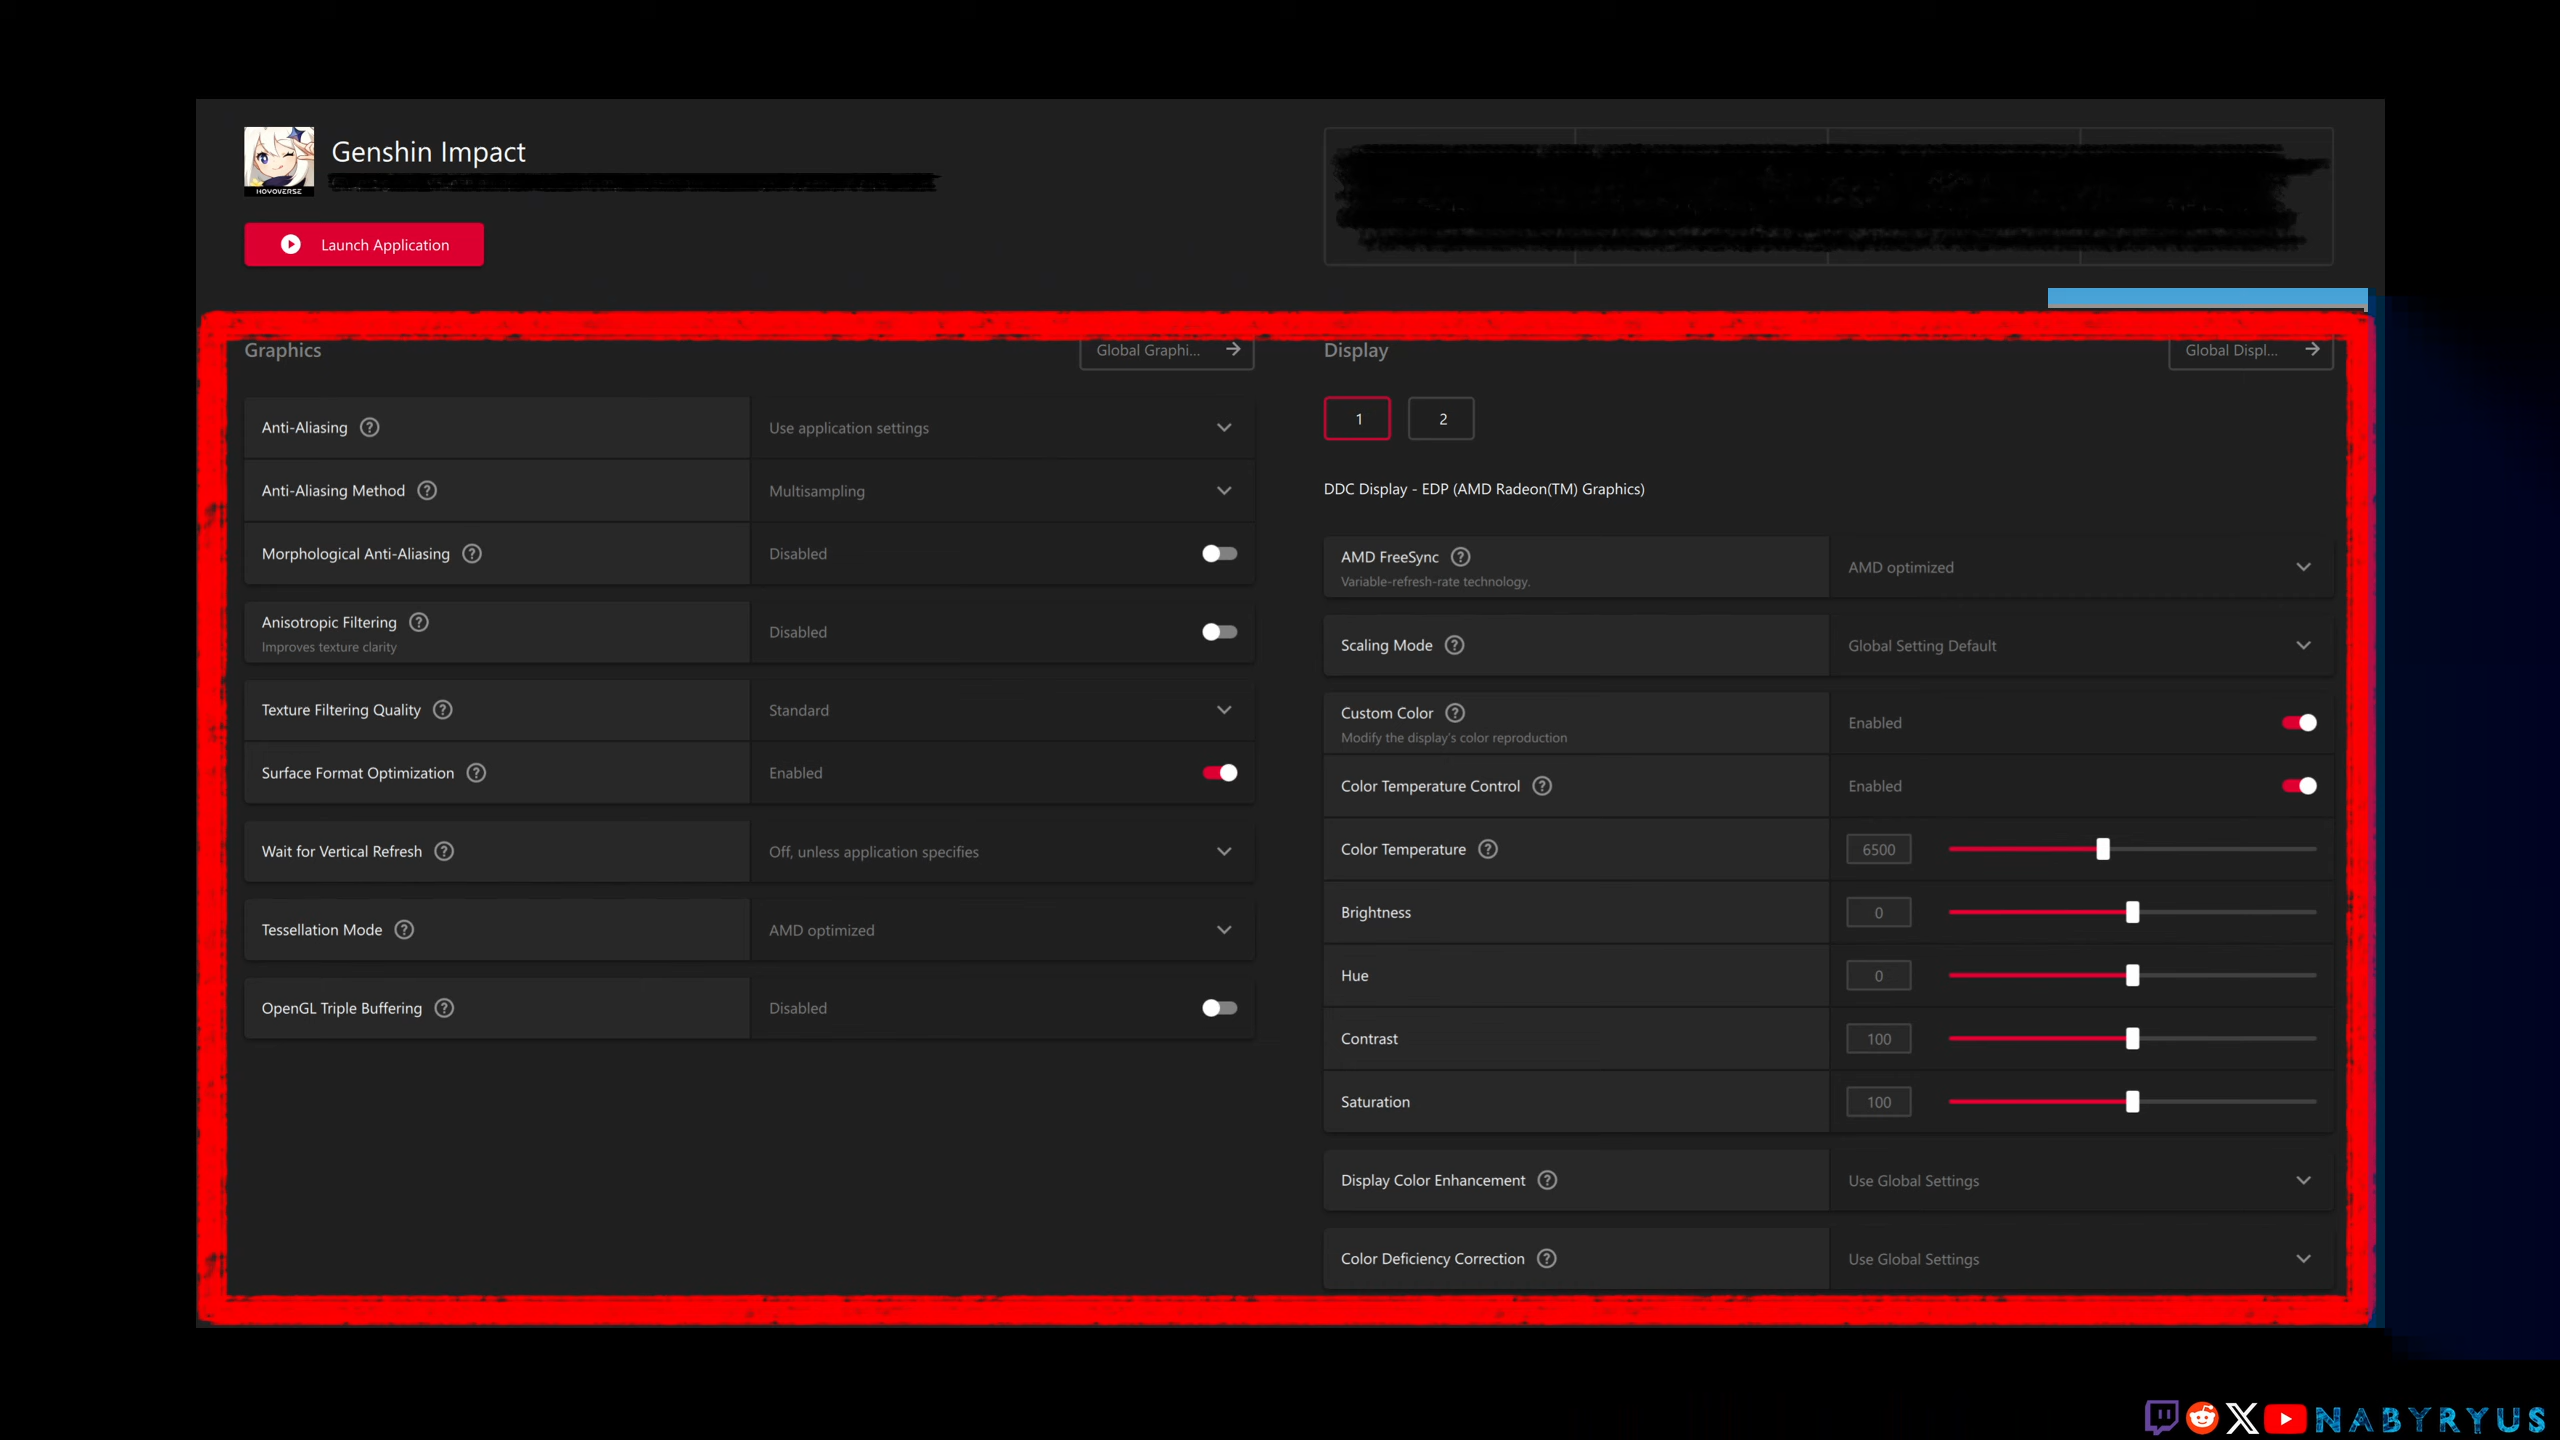 Genshin Impact
HOYOVERSE
Launch Application
Graphics
Global Graphi...
Anti-Aliasing
Use application settings
Anti-Aliasing Method
Multisampling
Morphological Anti-Aliasing
Disabled
Anisotropic Filtering
Improves texture clarity
Disabled
Texture Filtering Quality
Standard
Surface Format Optimization
Enabled
Wait for Vertical Refresh
Off, unless application specifies
Tessellation Mode
AMD optimized
OpenGL Triple Buffering
Disabled
Display
Global Displ...
1
2
DDC Display - EDP (AMD Radeon(TM) Graphics)
AMD FreeSync
Variable-refresh-rate technology.
AMD optimized
Scaling Mode
Global Setting Default
Custom Color
Modify the display's color reproduction
Enabled
Color Temperature Control
Enabled
Color Temperature
6500
Brightness
0
Hue
0
Contrast
100
Saturation
100
Display Color Enhancement
Use Global Settings
Color Deficiency Correction
Use Global Settings
NABYRYUS